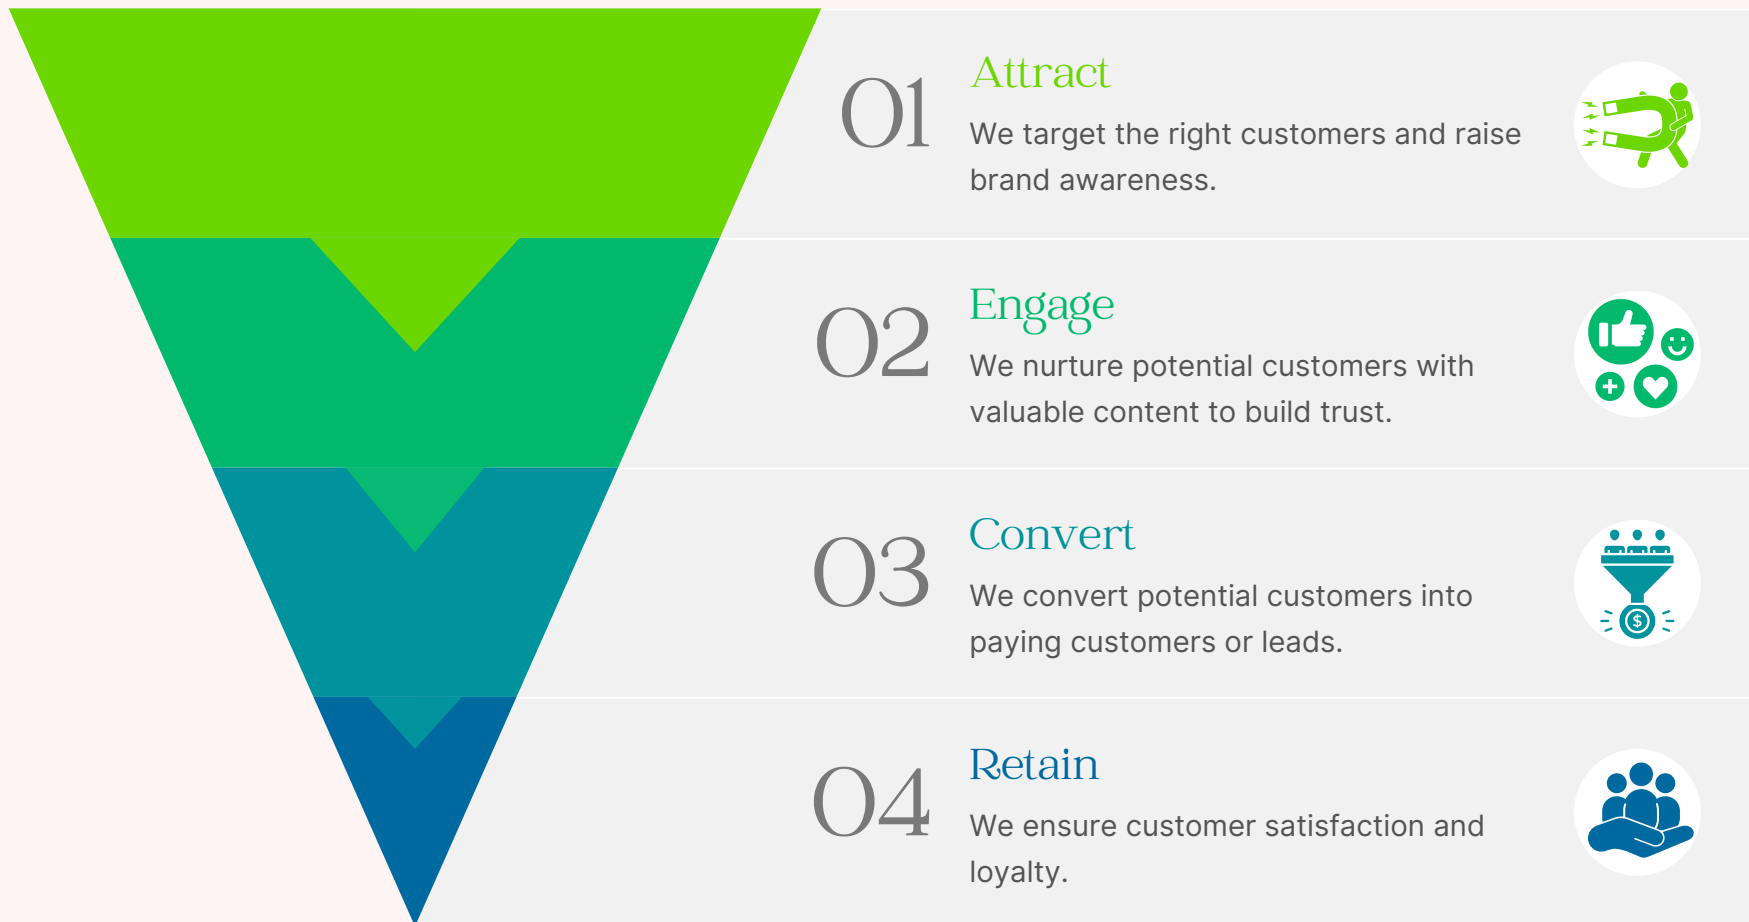 01
Attract
We target the right customers and raise
brand awareness.
02
Engage
We nurture potential customers with
valuable content to build trust.
03
Convert
We convert potential customers into
paying customers or leads.
$
04
Retain
We ensure customer satisfaction and
loyalty.